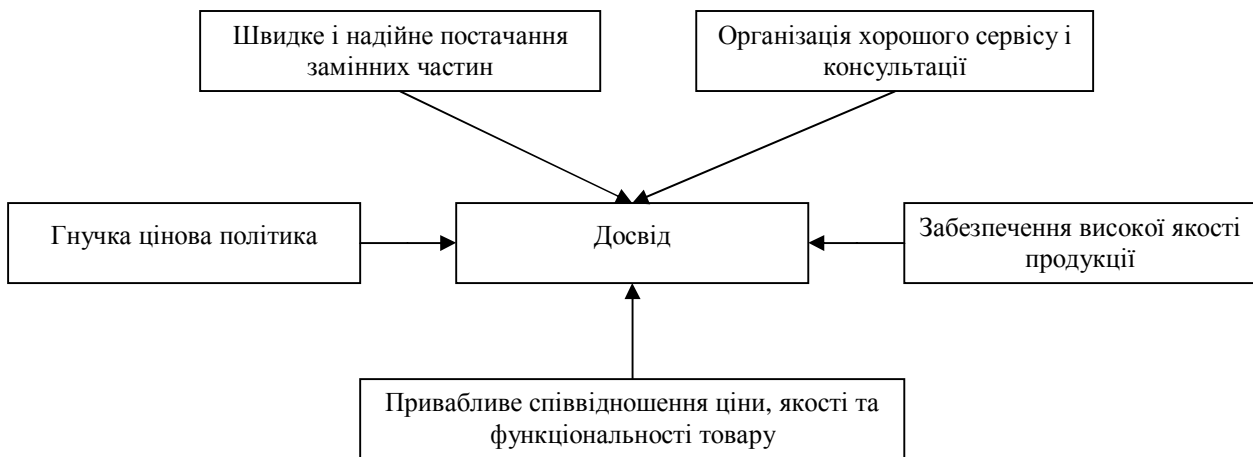 Швидке і надійне постачання
замінних частин
Організація хорошого сервісу і
консультації
Гнучка цінова політика
Досвід
Забезпечення високої якості
продукції
Привабливе співвідношення ціни, якості та
функціональності товару